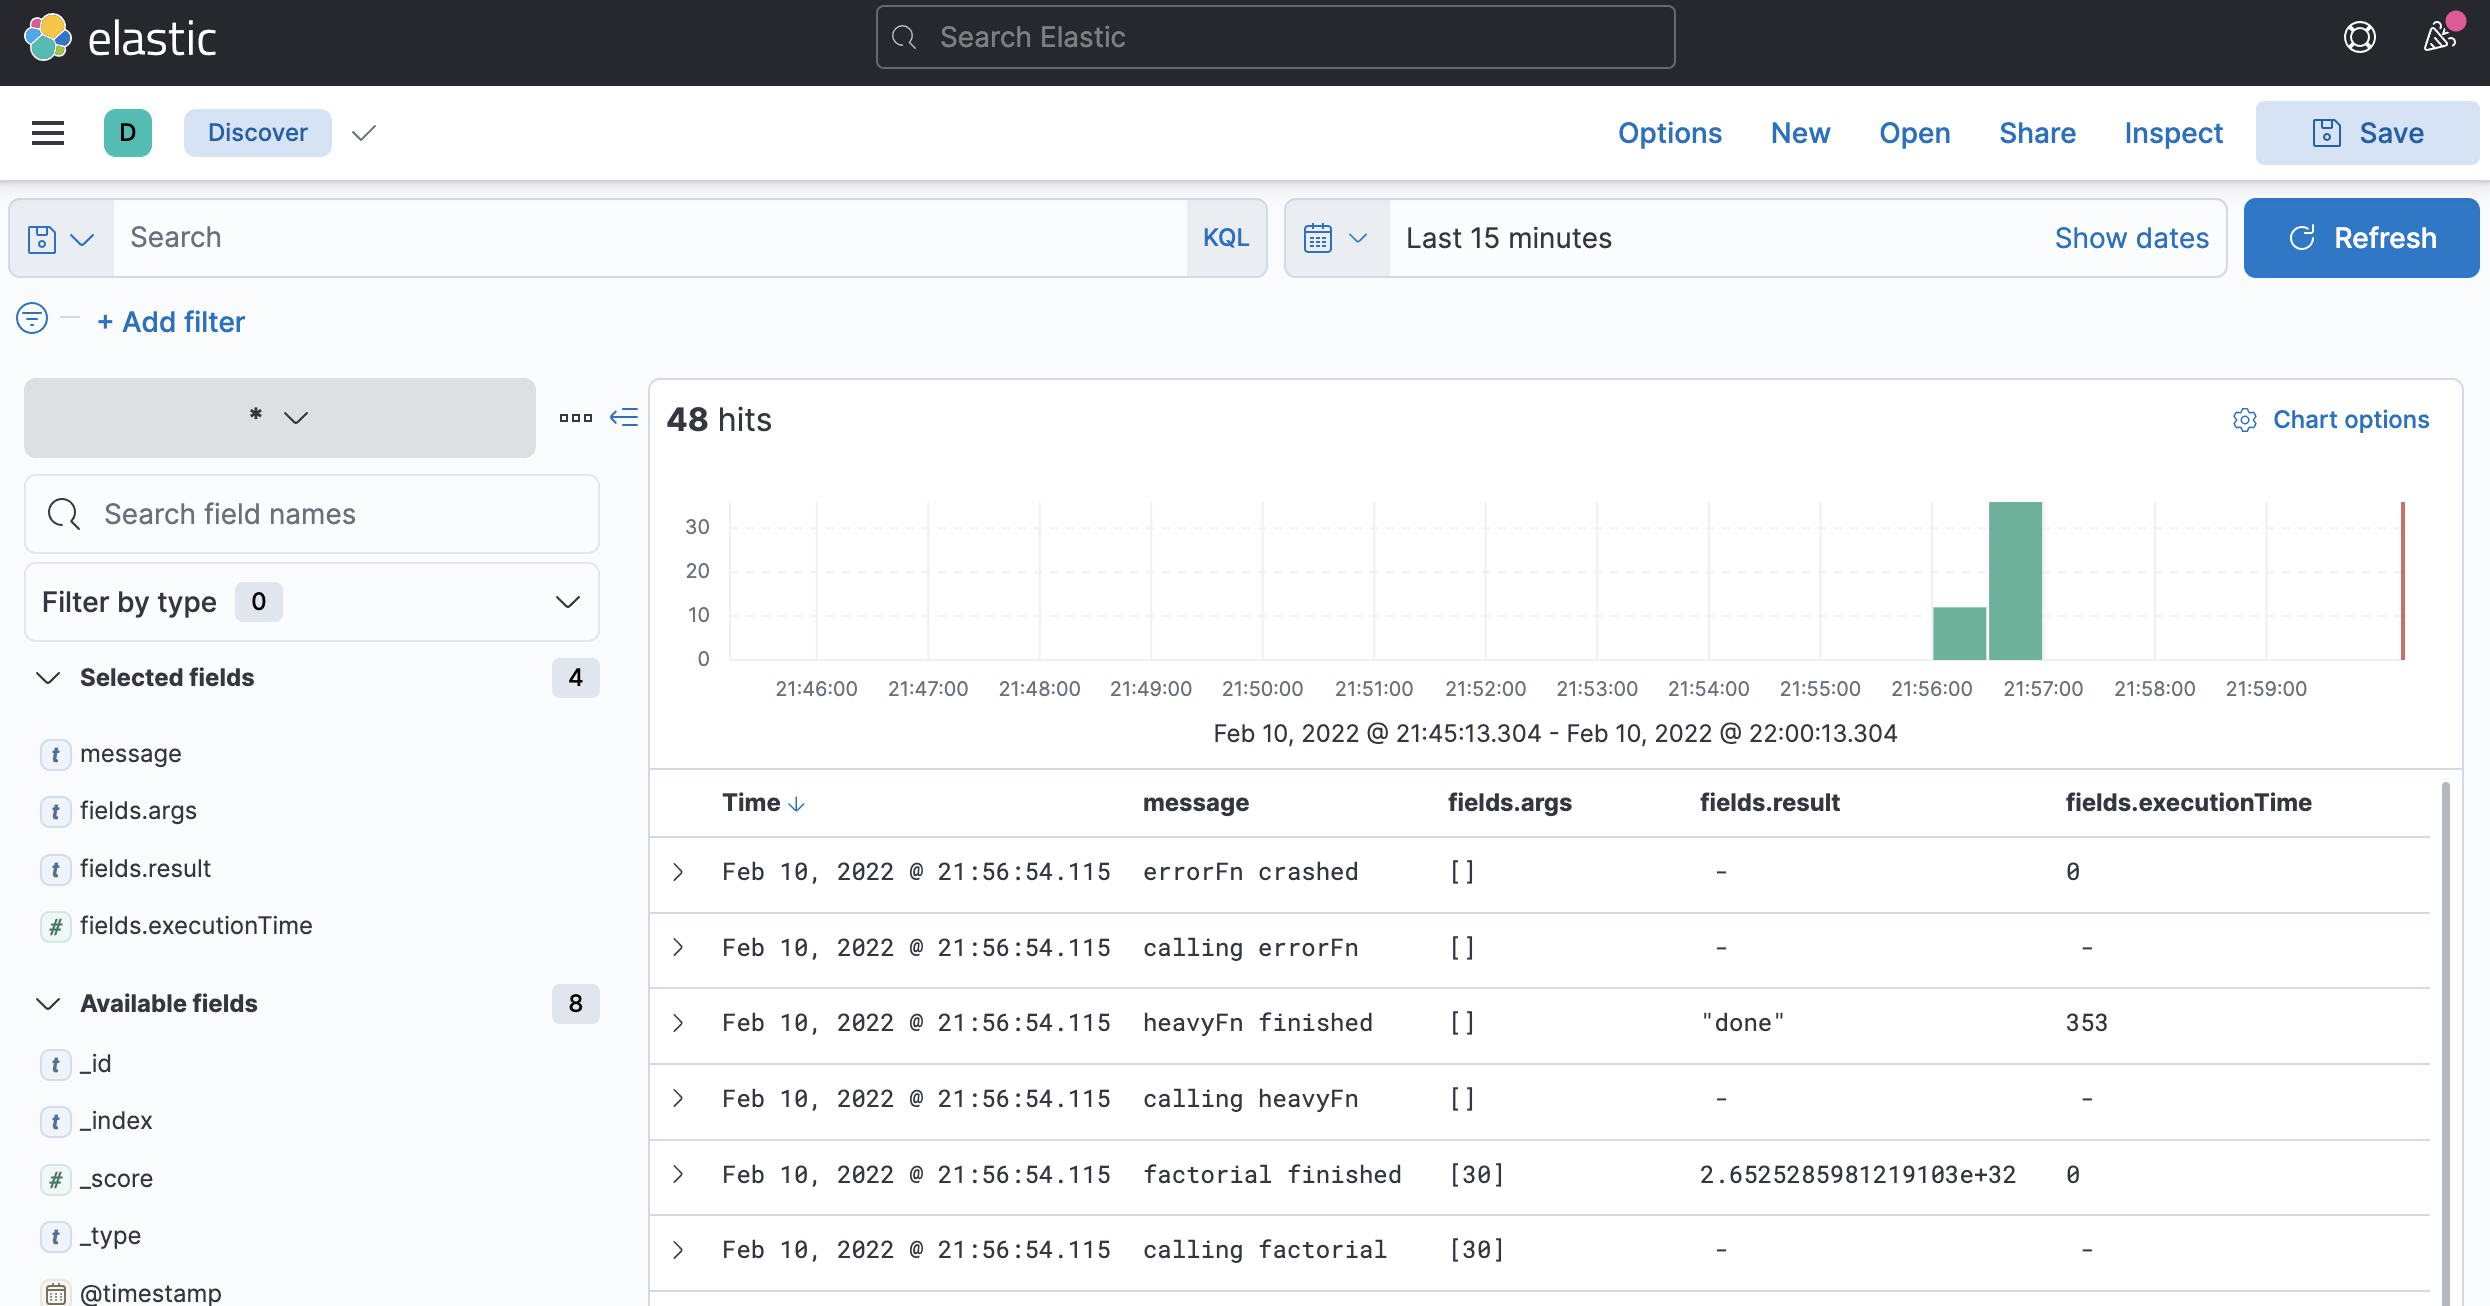 elastic
Search Elastic
D
Discover
Options
New
Open
Share
Inspect
Save
Search
KQL
Last 15 minutes
Show dates
Refresh
+ Add filter
*
Search field names
Filter by type 0
Selected fields 4
t message
t fields.args
t fields.result
# fields.executionTime
Available fields 8
t _id
t _index
# _score
t _type
@timestamp
48 hits
Chart options
30
20
10
0
21:46:00 21:47:00 21:48:00 21:49:00 21:50:00 21:51:00 21:52:00 21:53:00 21:54:00 21:55:00 21:56:00 21:57:00 21:58:00 21:59:00
Feb 10, 2022 @ 21:45:13.304 - Feb 10, 2022 @ 22:00:13.304
Time message fields.args fields.result fields.executionTime
Feb 10, 2022 @ 21:56:54.115 errorFn crashed [] - 0
Feb 10, 2022 @ 21:56:54.115 calling errorFn [] - -
Feb 10, 2022 @ 21:56:54.115 heavyFn finished [] "done" 353
Feb 10, 2022 @ 21:56:54.115 calling heavyFn [] - -
Feb 10, 2022 @ 21:56:54.115 factorial finished [30] 2.6525285981219103e+32 0
Feb 10, 2022 @ 21:56:54.115 calling factorial [30] - -